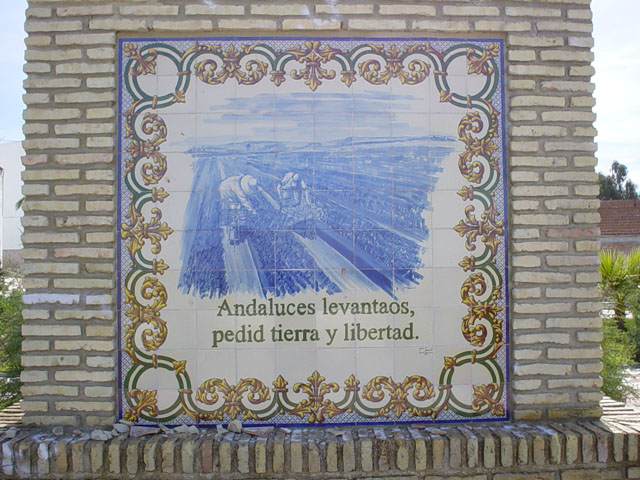 Andaluces levantaos,
pedid tierra y libertad.